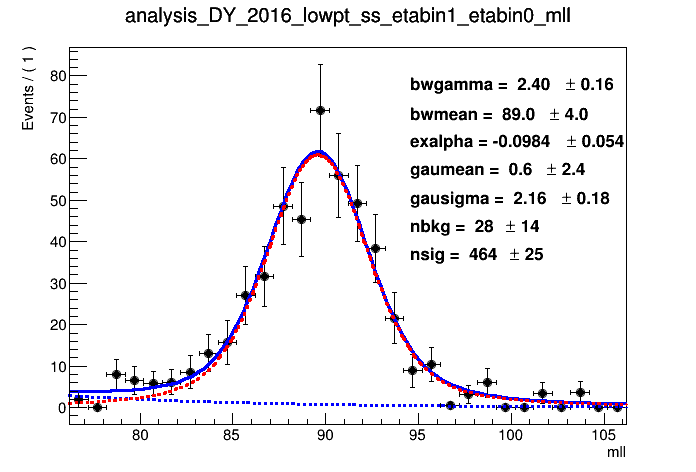 analysis_DY_2016_lowpt_ss_etabin1_etabin0_mll
Events / ( 1 )
80
70
60
50
40
30
20
10
0
bwgamma = 2.40 ± 0.16
bwmean = 89.0 ± 4.0
exalpha = -0.0984 ± 0.054
gaumean = 0.6 ± 2.4
gausigma = 2.16 ± 0.18
nbkg = 28 ± 14
nsig = 464 ± 25
80 85 90 95 100 105
mll